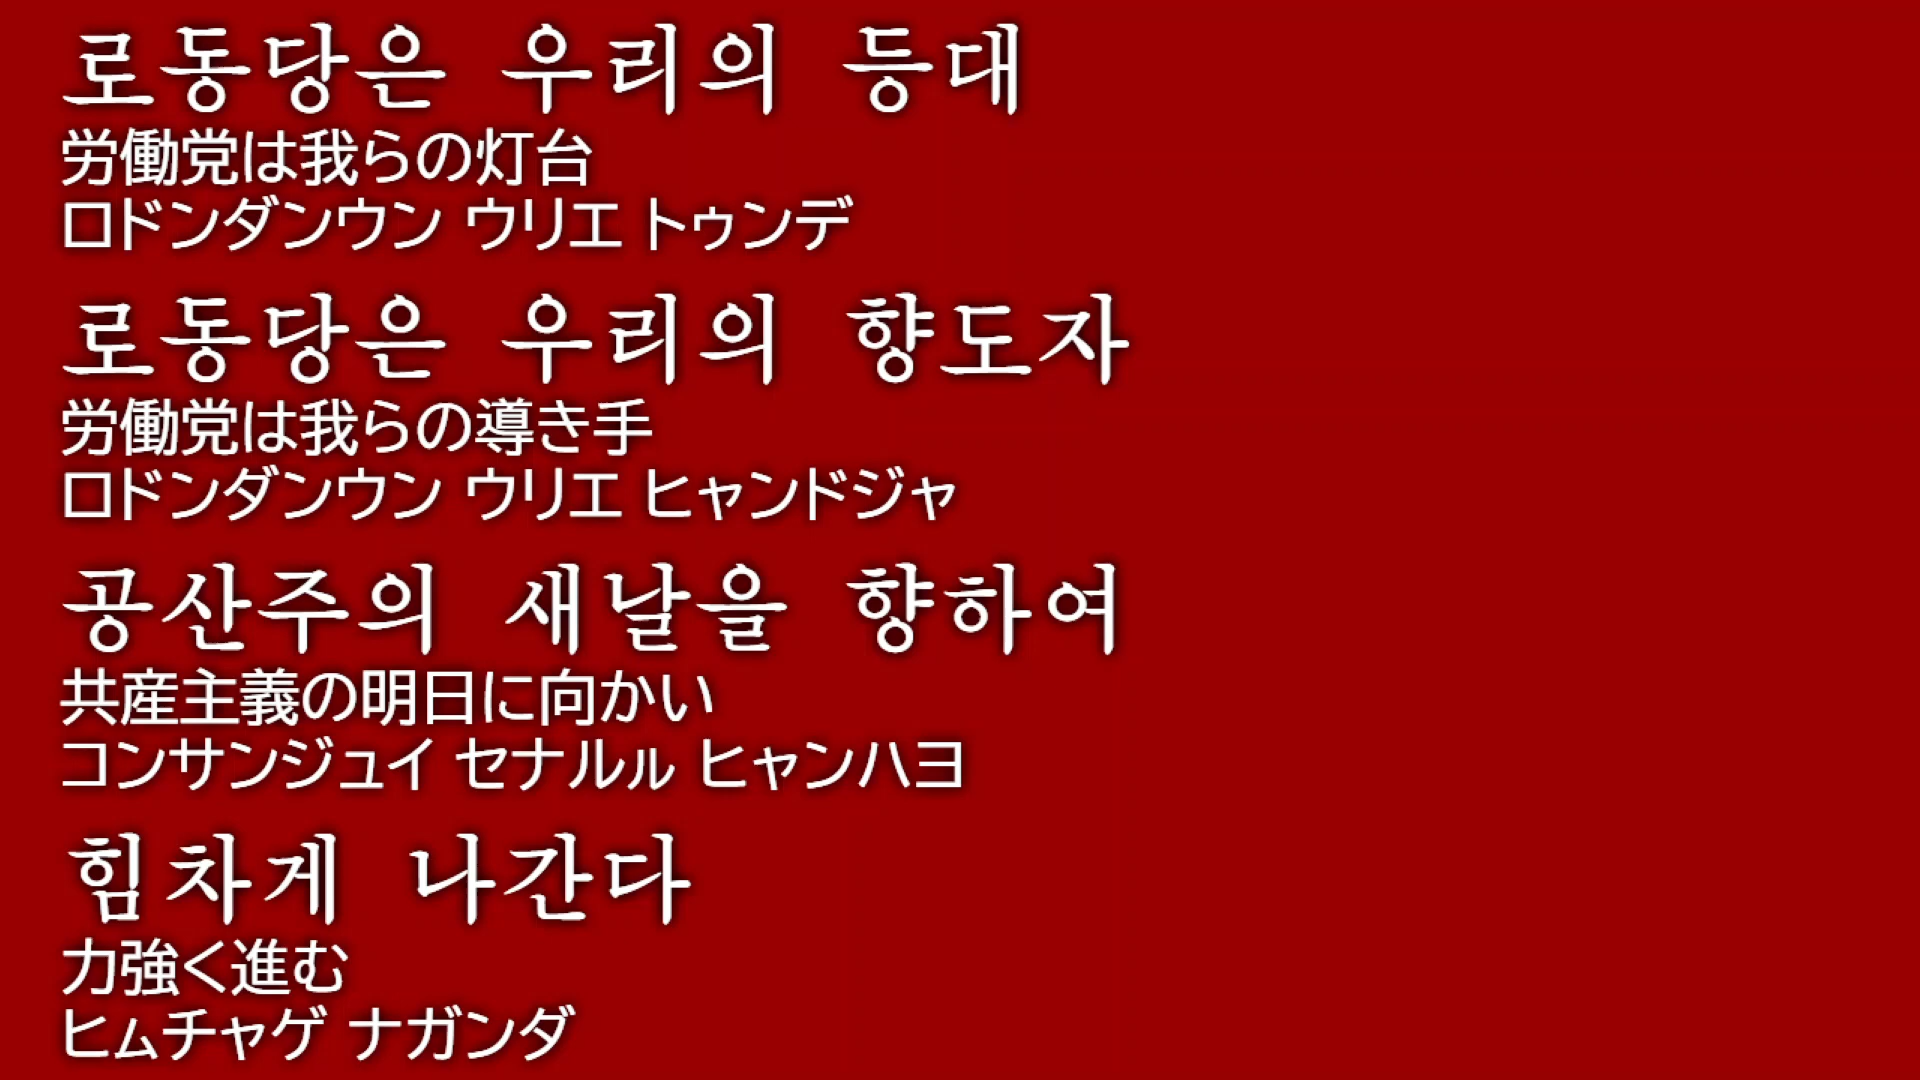 로동당은 우리의 등대
労働党は我らの灯台
ロドンダンウン ウリエ トゥンデ
로동당은 우리의 향도자
労働党は我らの導き手
ロドンダンウン ウリエ ヒャンドジャ
공산주의 새날을 향하여
共産主義の明日に向かい
コンサンジュイ セナルㇽ ヒャンハヨ
힘차게 나간다
力強く進む
ヒㇺチャゲ ナガンダ